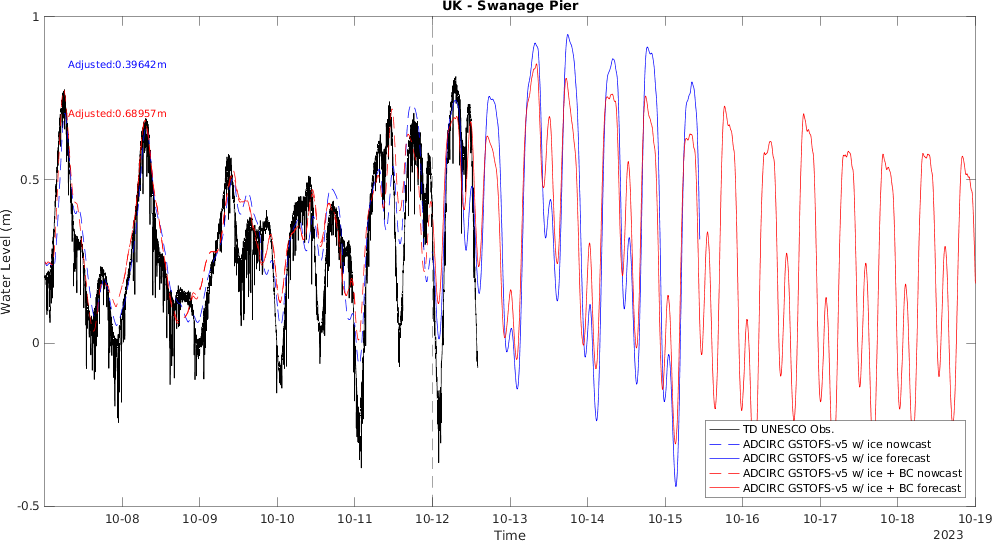 UK - Swanage Pier
1
Adjusted:0.39642m
Adjusted:0.68957m
0.5
Water Level (m)
0
TD UNESCO Obs.
ADCIRC GSTOFS-v5 w/ ice nowcast
ADCIRC GSTOFS-v5 w/ ice forecast
ADCIRC GSTOFS-v5 w/ ice + BC nowcast
ADCIRC GSTOFS-v5 w/ ice + BC forecast
-0.5
10-08 10-09 10-10 10-11 10-12 10-13 10-14 10-15 10-16 10-17 10-18 10-19
Time
2023